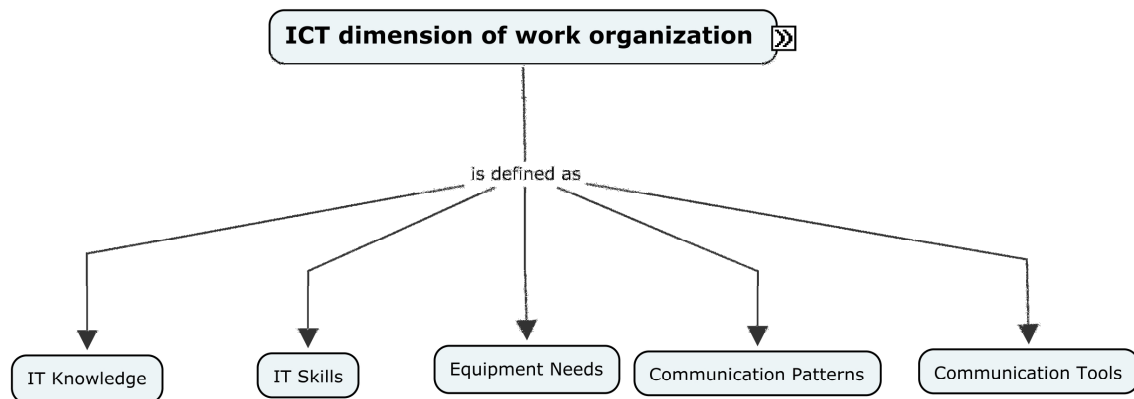 ICT dimension of work organization
is defined as
IT Knowledge
IT Skills
Equipment Needs
Communication Patterns
Communication Tools